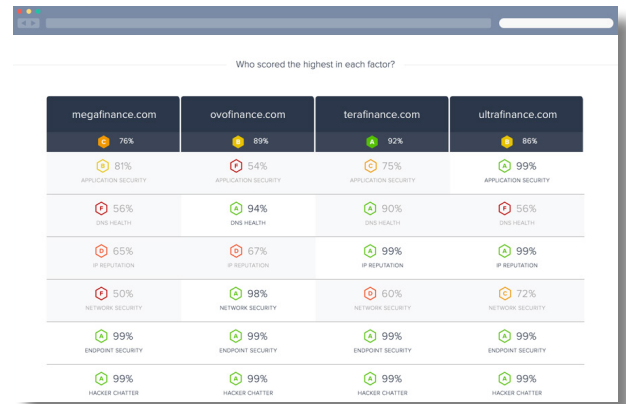 Who scored the highest in each factor?
megafinance.com ovofinance.com terafinance.com ultrafinance.com
C 76% B 89% A 92% B 86%
B 81% F 54% C 75% A 99%
APPLICATION SECURITY APPLICATION SECURITY APPLICATION SECURITY APPLICATION SECURITY
F 56% A 94% A 90% F 56%
DNS HEALTH DNS HEALTH DNS HEALTH DNS HEALTH
D 65% D 67% A 99% A 99%
IP REPUTATION IP REPUTATION IP REPUTATION IP REPUTATION
F 50% A 98% D 60% C 72%
NETWORK SECURITY NETWORK SECURITY NETWORK SECURITY NETWORK SECURITY
A 99% A 99% A 99% A 99%
ENDPOINT SECURITY ENDPOINT SECURITY ENDPOINT SECURITY ENDPOINT SECURITY
A 99% A 99% A 99% A 99%
HACKER CHATTER HACKER CHATTER HACKER CHATTER HACKER CHATTER